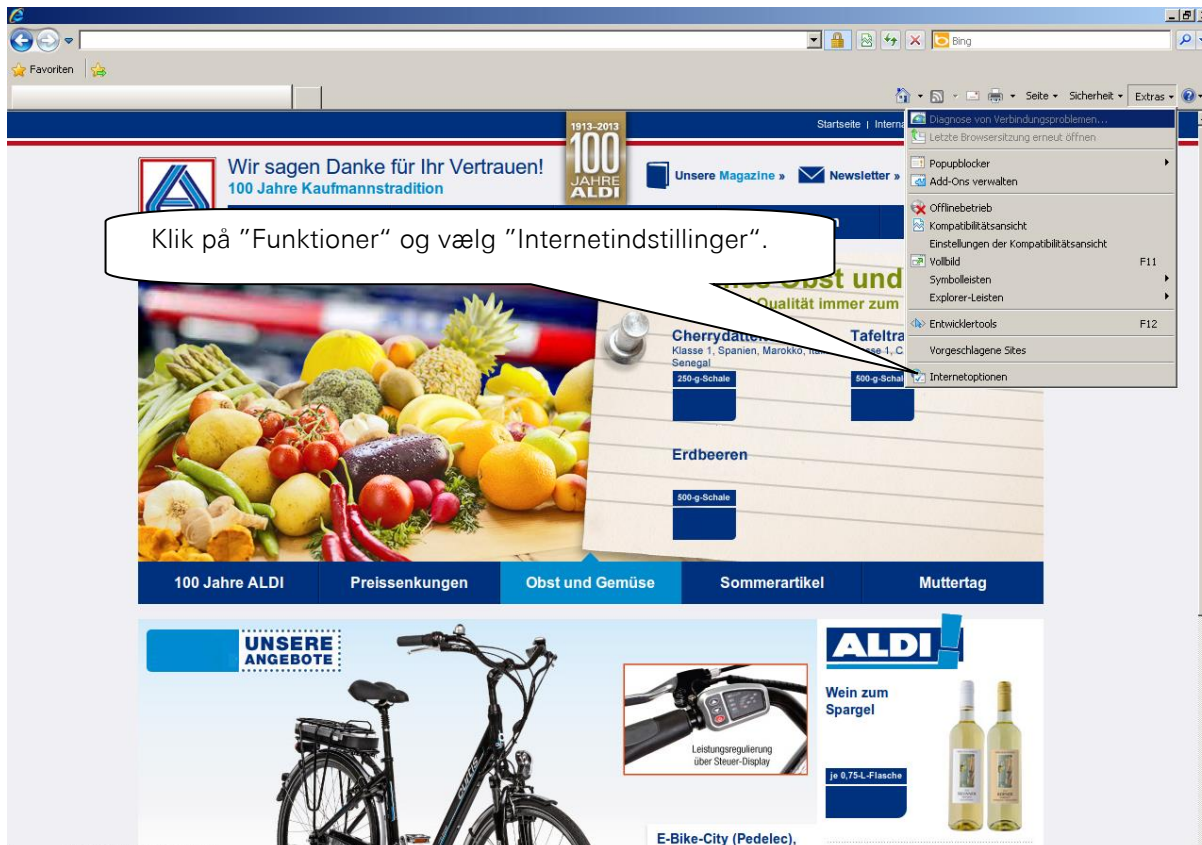 Bing
Favoriten
Seite Sicherheit Extras
Startseite | Interna
Diagnose von Verbindungsproblemen...
Letzte Browsersitzung erneut öffnen
Popupblocker
Add-Ons verwalten
Offlinebetrieb
Kompatibilitätsansicht
Einstellungen der Kompatibilitätsansicht
Vollbild F11
Symbolleisten
Explorer-Leisten
Entwicklertools F12
Vorgeschlagene Sites
Internetoptionen
Wir sagen Danke für Ihr Vertrauen!
100 Jahre Kaufmannstradition
1913–2013
100
JAHRE
ALDI
Unsere Magazine »
Newsletter »
Klik på ”Funktioner“ og vælg ”Internetindstillinger“.
Obst und
Qualität immer zum
Klasse 1, Spanien, Marokko,
Senegal
250-g-Schale
Tafeltra
500-g-Schal
Erdbeeren
500-g-Schale
100 Jahre ALDI Preissenkungen Obst und Gemüse Sommerartikel Muttertag
UNSERE
ANGEBOTE
Leistungsregulierung
über Steuer-Display
E-Bike-City (Pedelec),
ALDI
Wein zum
Spargel
je 0,75-L-Flasche